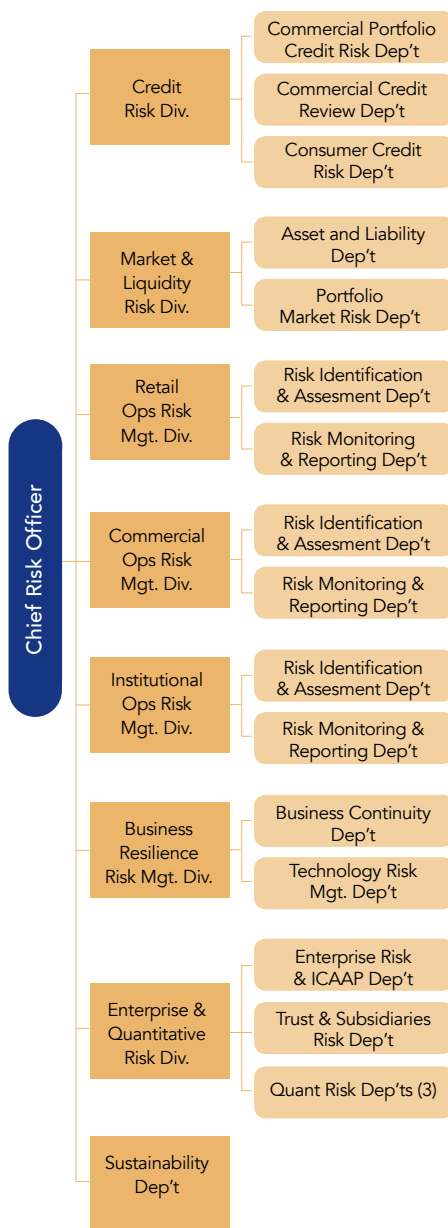 Chief Risk Officer
Credit
Risk Div.
Commercial Portfolio
Credit Risk Dep't
Commercial Credit
Review Dep't
Consumer Credit
Risk Dep't
Market &
Liquidity
Risk Div.
Asset and Liability
Dep't
Portfolio
Market Risk Dep't
Retail
Ops Risk
Mgt. Div.
Risk Identification
& Assesment Dep't
Risk Monitoring
& Reporting Dep't
Commercial
Ops Risk
Mgt. Div.
Risk Identification
& Assesment Dep't
Risk Monitoring &
Reporting Dep't
Institutional
Ops Risk
Mgt. Div.
Risk Identification
& Assesment Dep't
Risk Monitoring &
Reporting Dep't
Business
Resilience
Risk Mgt. Div.
Business Continuity
Dep't
Technology Risk
Mgt. Dep't
Enterprise &
Quantitative
Risk Div.
Enterprise Risk
& ICAAP Dep't
Trust & Subsidiaries
Risk Dep't
Quant Risk Dep'ts (3)
Sustainability
Dep't